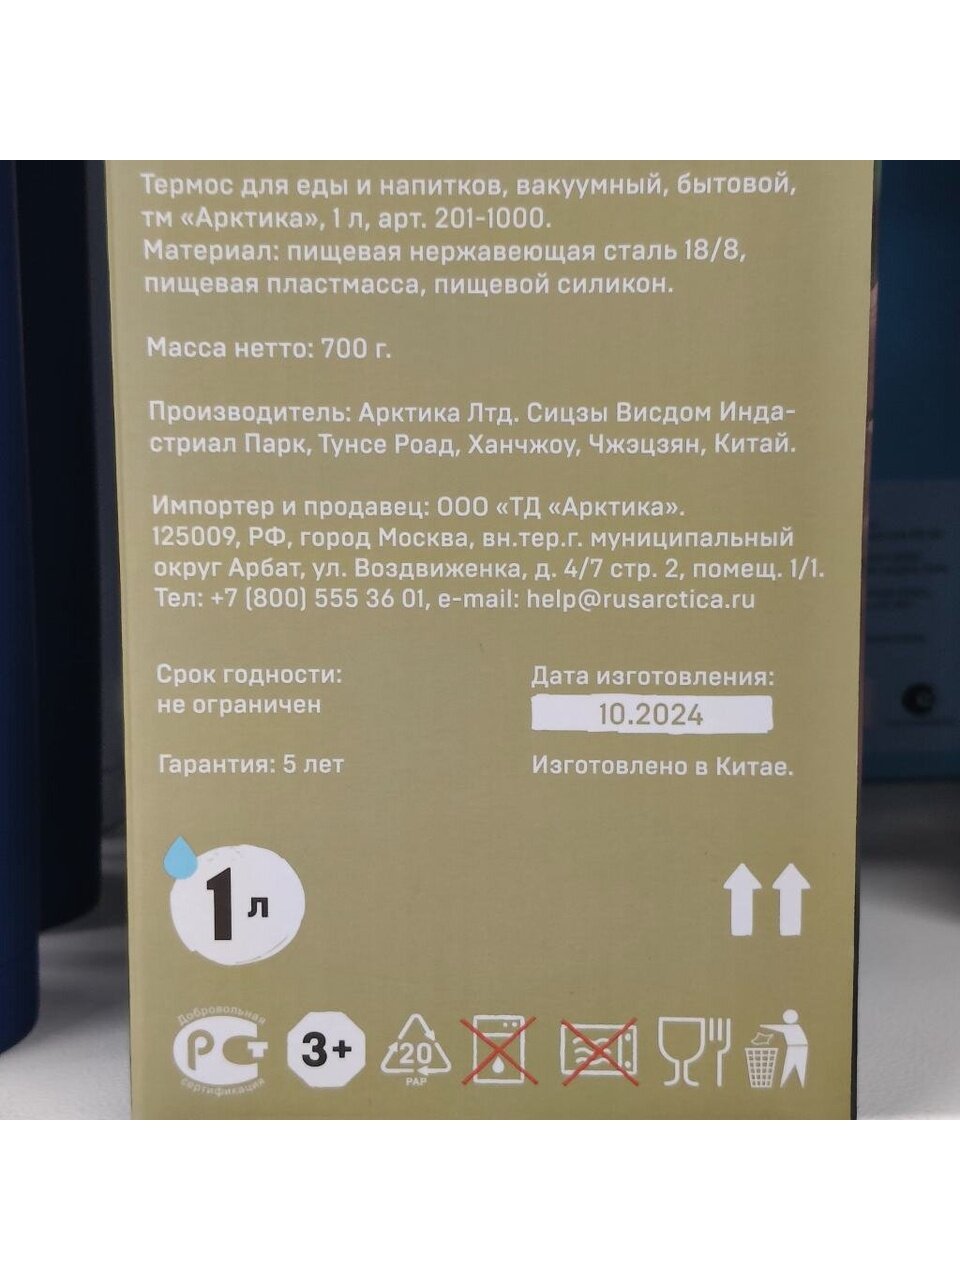 Термос для еды и напитков, вакуумный, бытовой,
тм «Арктика», 1 л, арт. 201-1000.
Материал: пищевая нержавеющая сталь 18/8,
пищевая пластмасса, пищевой силикон.
Масса нетто: 700 г.
Производитель: Арктика Лтд. Сицзы Висдом Инда-
стриал Парк, Тунсе Роад, Ханчжоу, Чжэцзян, Китай.
Импортер и продавец: ООО «ТД «Арктика».
125009, РФ, город Москва, вн.тер.г. муниципальный
округ Арбат, ул. Воздвиженка, д. 4/7 стр. 2, помещ. 1/1.
Тел: +7 (800) 555 36 01, e-mail: help@rusarctica.ru
Срок годности:
не ограничен
Дата изготовления:
10.2024
Гарантия: 5 лет
Изготовлено в Китае.
1 л
Добровольная
РСТ
сертификация
3+
20
PAP